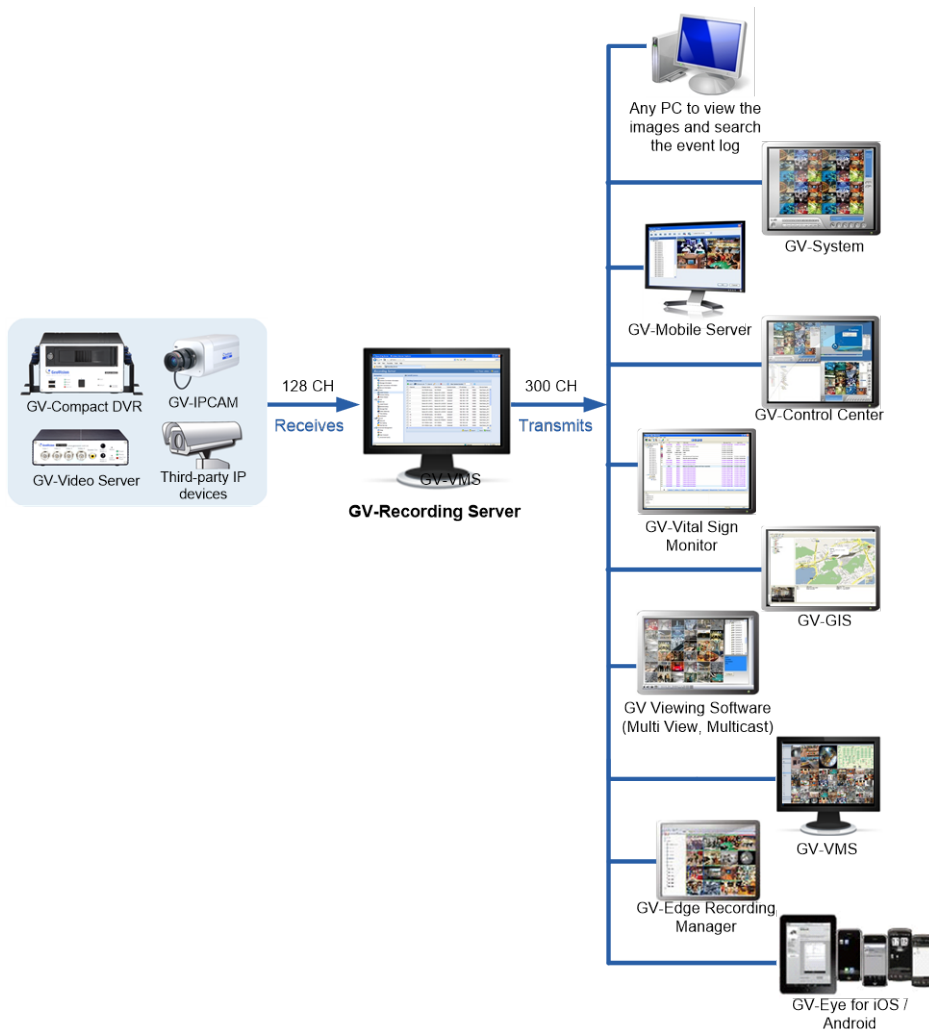 Any PC to view the
images and search
the event log
GV-System
GV-Mobile Server
GV-Control Center
GV-Compact DVR
GV-IPCAM
GV-Video Server
Third-party IP
devices
128 CH
Receives
GV-VMS
GV-Recording Server
300 CH
Transmits
GV-Vital Sign
Monitor
GV-GIS
GV Viewing Software
(Multi View, Multicast)
GV-VMS
GV-Edge Recording
Manager
GV-Eye for iOS /
Android